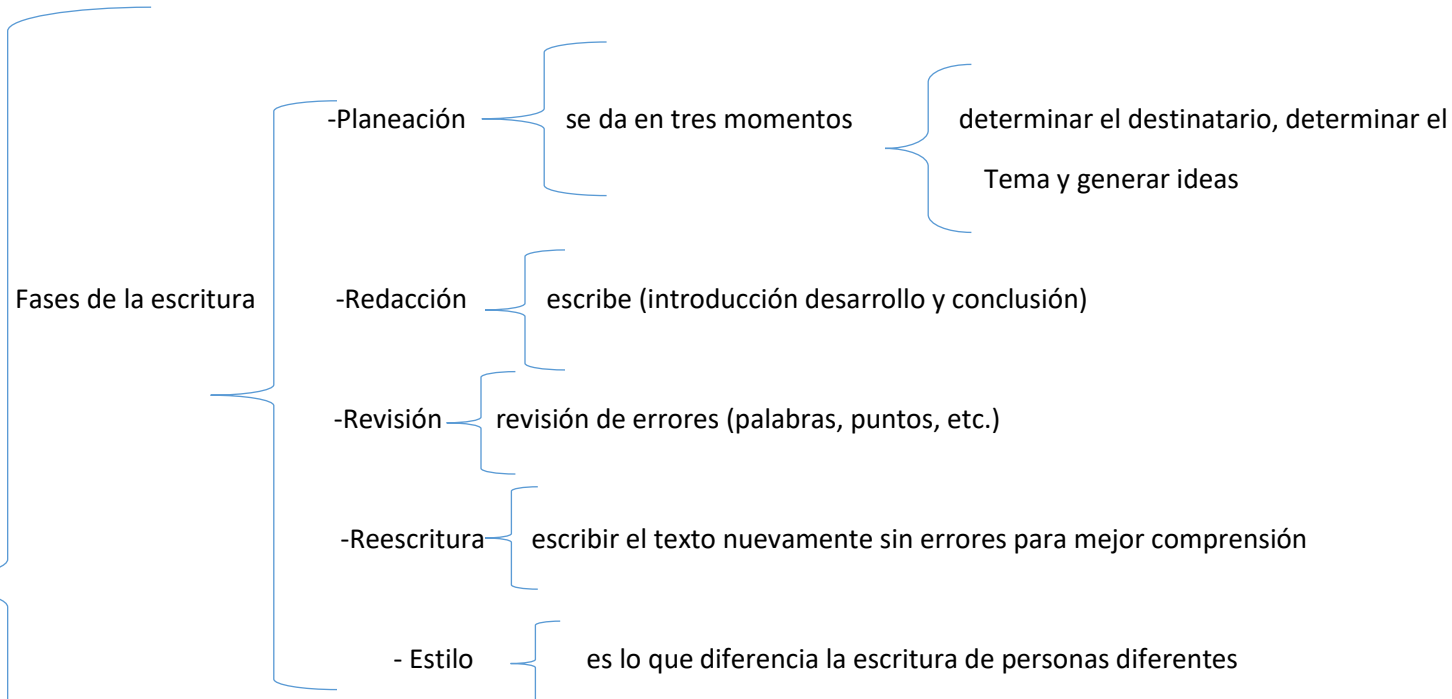 -Planeación se da en tres momentos determinar el destinatario, determinar el
Tema y generar ideas
Fases de la escritura -Redacción escribe (introducción desarrollo y conclusión)
-Revisión revisión de errores (palabras, puntos, etc.)
-Reescritura escribir el texto nuevamente sin errores para mejor comprensión
- Estilo es lo que diferencia la escritura de personas diferentes